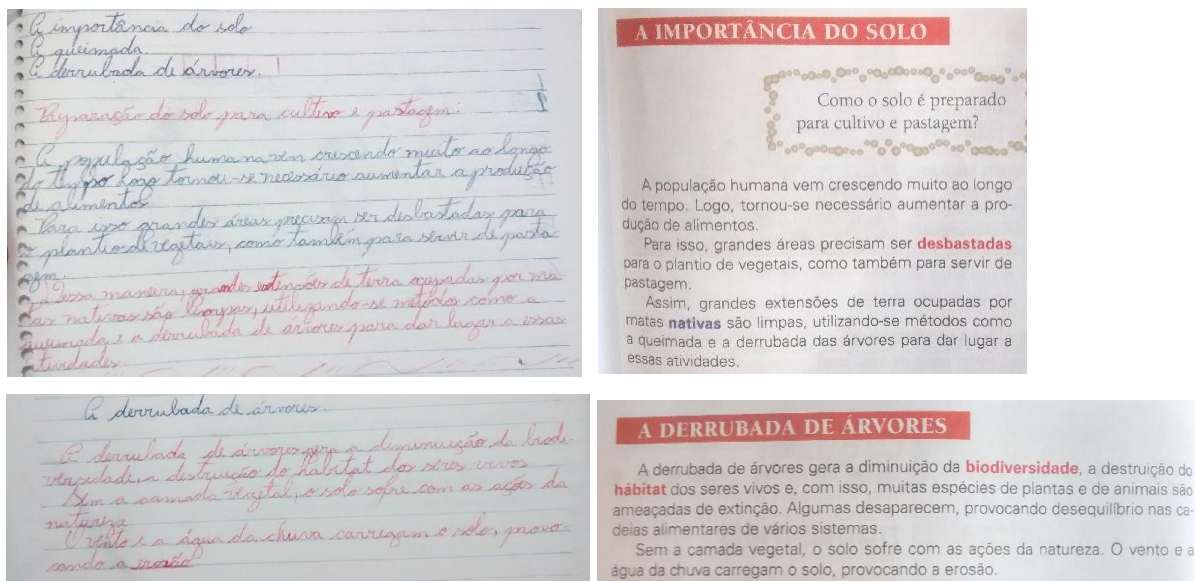 A importância do solo
A queimada
A derrubada de árvores.
Reparação do solo para cultivo e pastagem:
A população humana vem crescendo muito ao longo
do tempo Logo tornou-se necessário aumentar a produção
de alimentos
Para isso grandes áreas precisam ser desbastadas para
o plantio de vegetais, como também para servir de pasta
gem.
Dessa maneira, grandes extensões de terra ocupadas por ma
tas nativas são limpas, utilizando-se métodos como a
queimada e a derrubada de árvores para dar lugar a essas
atividades
A IMPORTÂNCIA DO SOLO
Como o solo é preparado
para cultivo e pastagem?
A população humana vem crescendo muito ao longo
do tempo. Logo, tornou-se necessário aumentar a pro-
dução de alimentos.
Para isso, grandes áreas precisam ser desbastadas
para o plantio de vegetais, como também para servir de
pastagem.
Assim, grandes extensões de terra ocupadas por
matas nativas são limpas, utilizando-se métodos como
a queimada e a derrubada das árvores para dar lugar a
essas atividades.
A derrubada de árvores.
A derrubada de árvores gera a diminuição da biodi-
versidade, a destruição do habitat dos seres vivos
Sem a camada vegetal, o solo sofre com as ações da
natureza
O vento e a água da chuva carregam o solo, provo-
cando a erosão
A DERRUBADA DE ÁRVORES
A derrubada de árvores gera a diminuição da biodiversidade, a destruição do
hábitat dos seres vivos e, com isso, muitas espécies de plantas e de animais são
ameaçadas de extinção. Algumas desaparecem, provocando desequilíbrio nas ca-
deias alimentares de vários sistemas.
Sem a camada vegetal, o solo sofre com as ações da natureza. O vento e a
água da chuva carregam o solo, provocando a erosão.